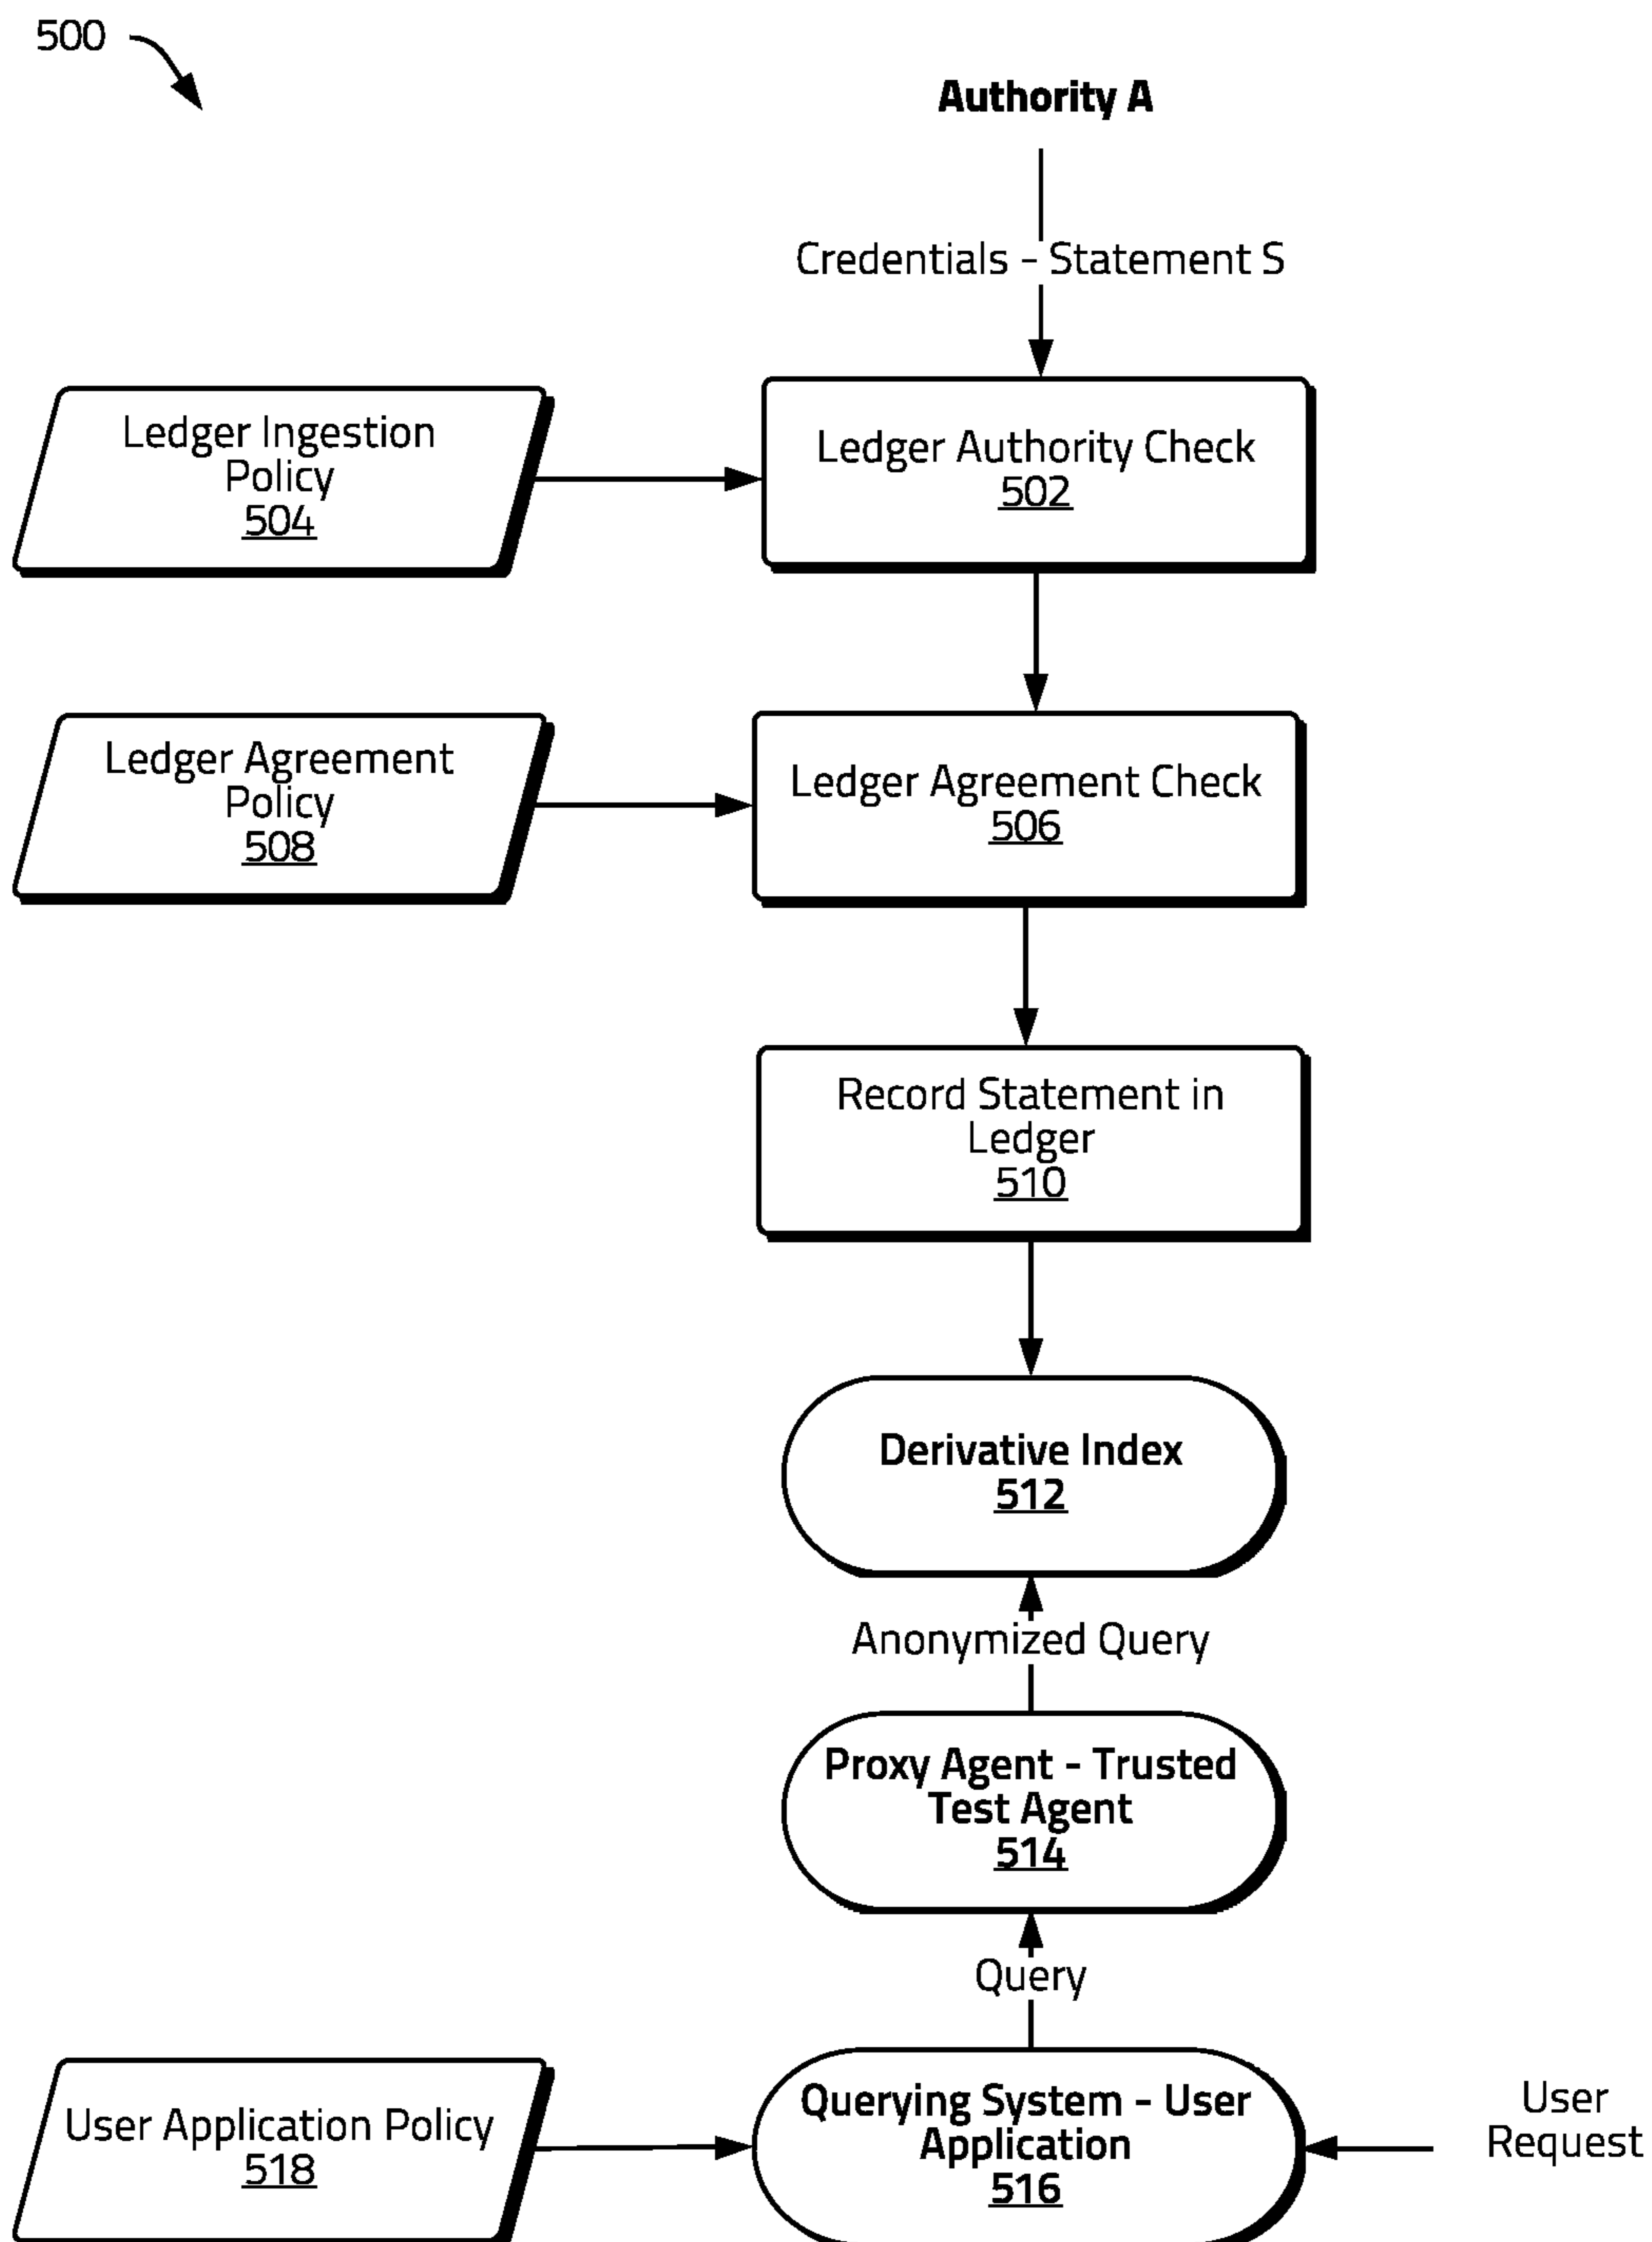 500
Authority A
Credentials - Statement S
Ledger Ingestion
Policy
504
Ledger Authority Check
502
Ledger Agreement
Policy
508
Ledger Agreement Check
506
Record Statement in
Ledger
510
Derivative Index
512
Anonymized Query
Proxy Agent - Trusted
Test Agent
514
Query
User Application Policy
518
Querying System - User
Application
516
User
Request